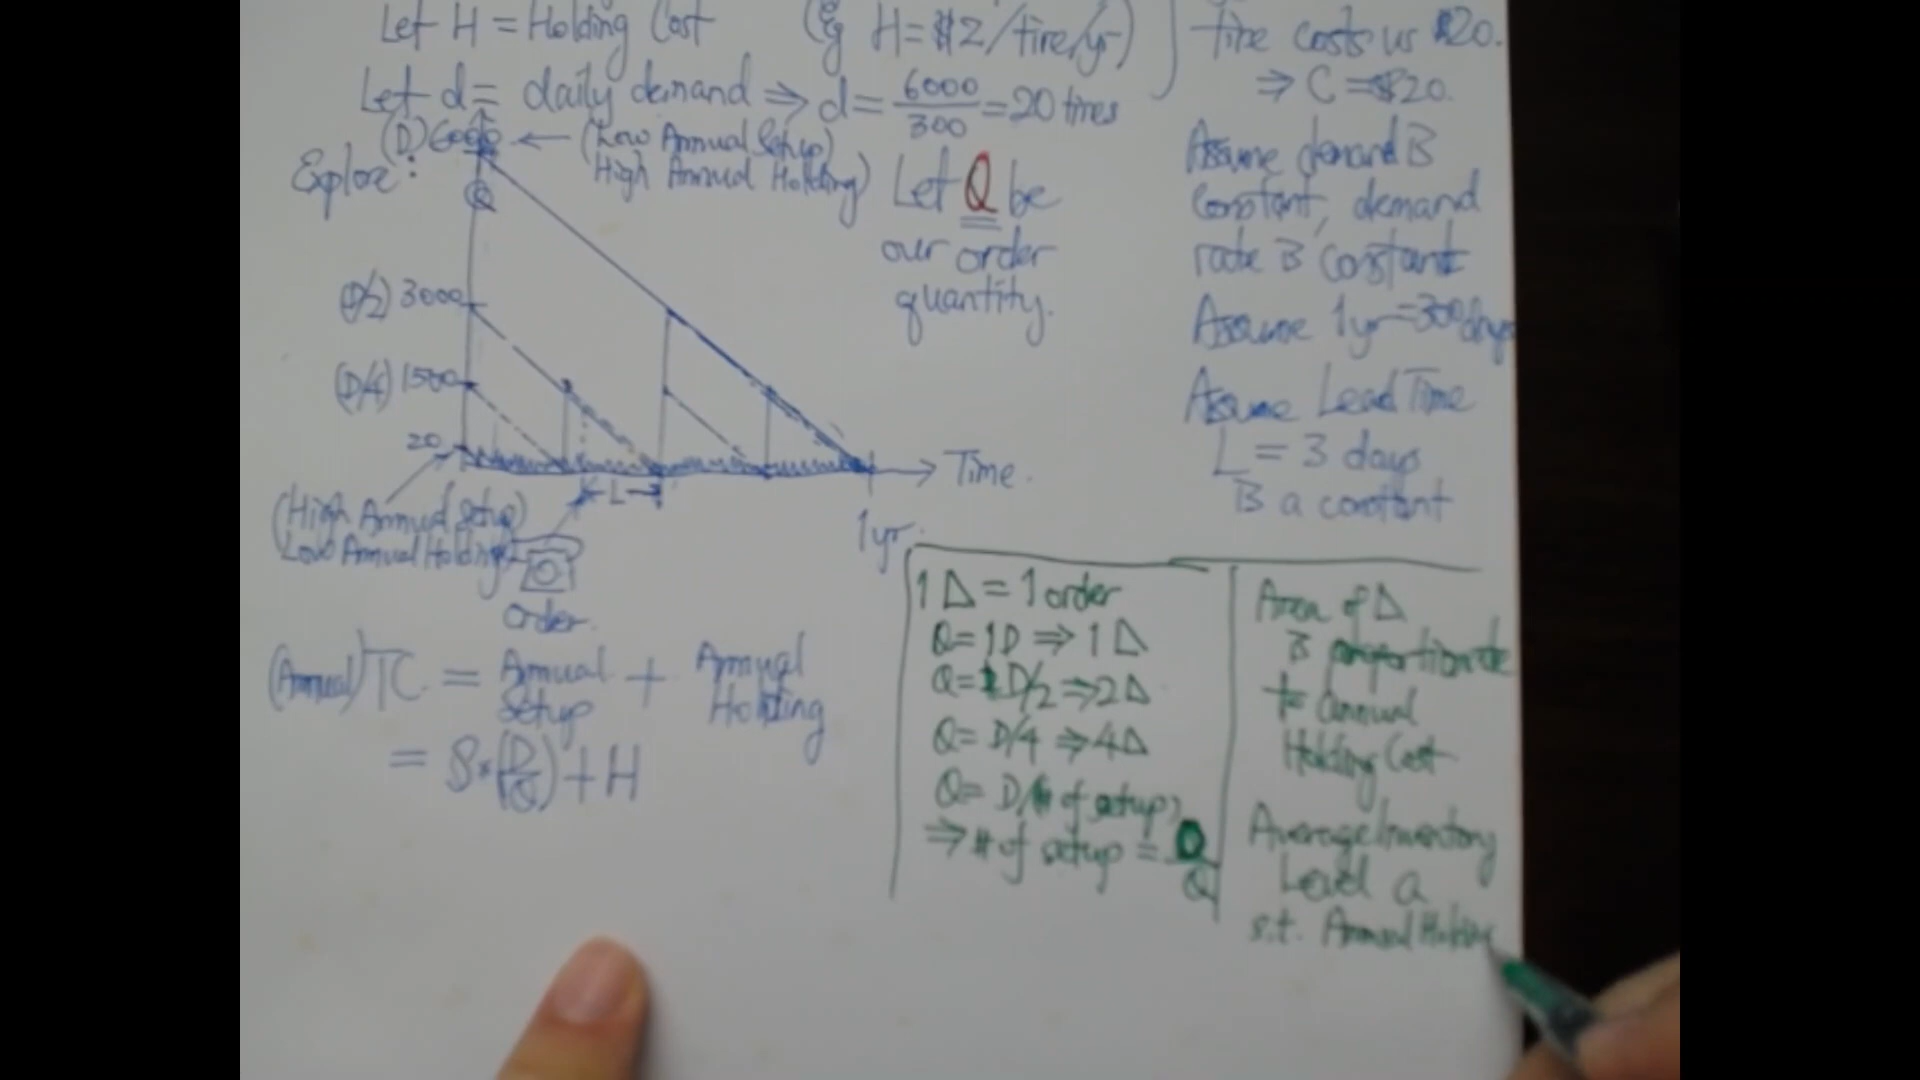 Let H = Holding Cost (Eg H = $2/tire/yr)
tire costs us $20.
⇒ C = $20.
Let d = daily demand ⇒ d = 6000/300 = 20 tires
(D) 6000 ← (Low Annual Setup)
High Annual Holding)
Explore:
Q
Let Q be
our order
quantity.
Assume demand is
constant, demand
rate is constant
Assume 1yr = 300 days
Assume Lead Time
L = 3 days
is a constant
(D/2) 3000
(D/4) 1500
20
Time.
L
1yr.
(High Annual Setup)
Low Annual Holding)
order.
(Annual) TC = Annual Setup + Annual Holding
= S*(D/Q) + H
1 Δ = 1 order
Q = 1D ⇒ 1 Δ
Q = D/2 ⇒ 2Δ
Q = D/4 ⇒ 4Δ
Q = D/(# of setup)
⇒ # of setup = D/Q
Area of Δ
is proportionate
to annual
Holding Cost
Average Inventory
Level a
s.t. Annual Holding